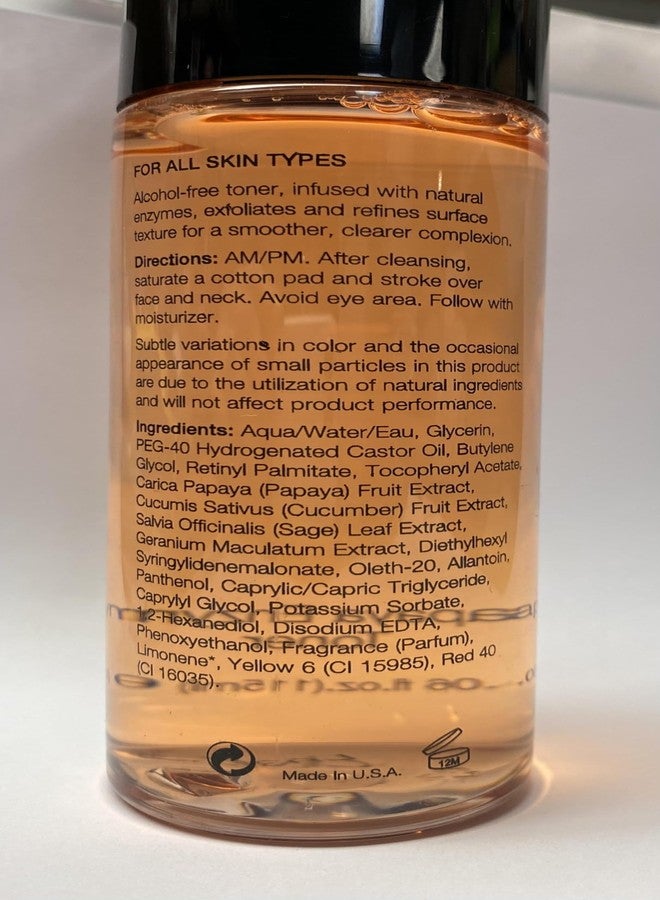 FOR ALL SKIN TYPES
Alcohol-free toner, infused with natural
enzymes, exfoliates and refines surface
texture for a smoother, clearer complexion.
Directions: AM/PM. After cleansing,
saturate a cotton pad and stroke over
face and neck. Avoid eye area. Follow with
moisturizer.
Subtle variations in color and the occasional
appearance of small particles in this product
are due to the utilization of natural ingredients
and will not affect product performance.
Ingredients: Aqua/Water/Eau, Glycerin,
PEG-40 Hydrogenated Castor Oil, Butylene
Glycol, Retinyl Palmitate, Tocopheryl Acetate,
Carica Papaya (Papaya) Fruit Extract,
Cucumis Sativus (Cucumber) Fruit Extract,
Salvia Officinalis (Sage) Leaf Extract,
Geranium Maculatum Extract, Diethylhexyl
Syringylidenemalonate, Oleth-20, Allantoin,
Panthenol, Caprylic/Capric Triglyceride,
Caprylyl Glycol, Potassium Sorbate,
1,2-Hexanediol, Disodium EDTA,
Phenoxyethanol, Fragrance (Parfum),
Limonene*, Yellow 6 (CI 15985), Red 40
(CI 16035).
Made In U.S.A.
12M